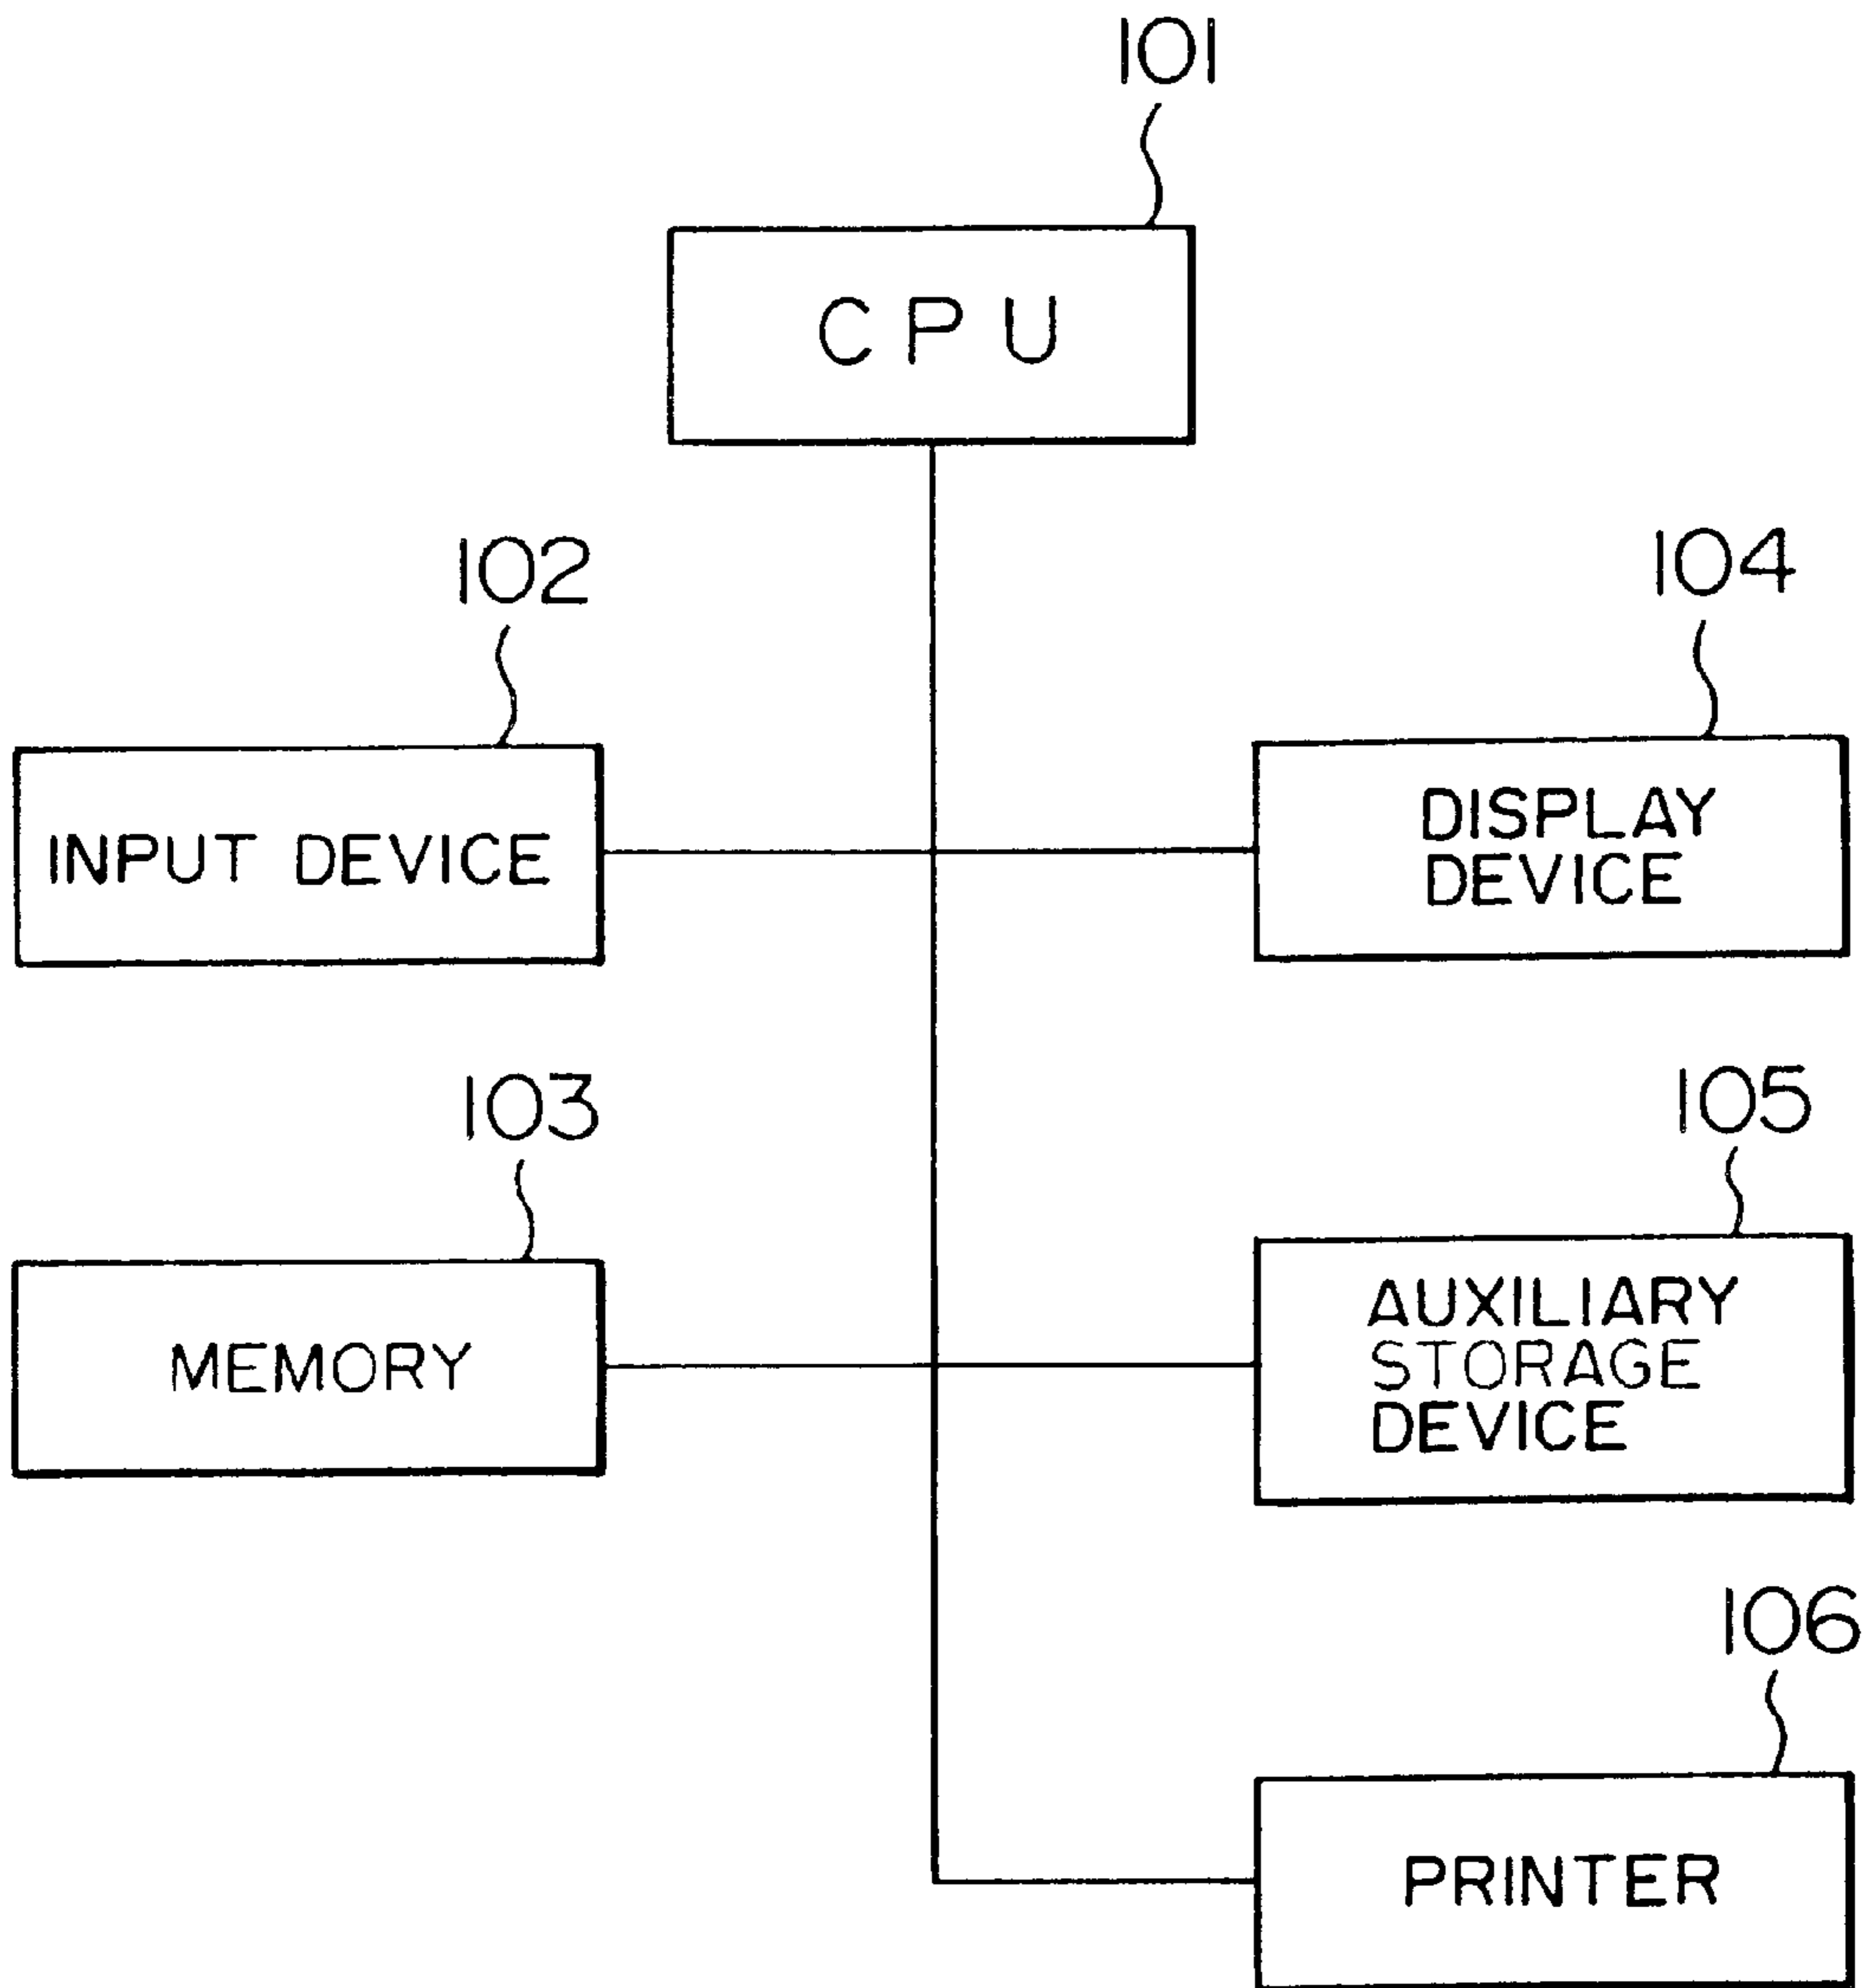 101
CPU
102
INPUT DEVICE
104
DISPLAY
DEVICE
103
MEMORY
105
AUXILIARY
STORAGE
DEVICE
106
PRINTER